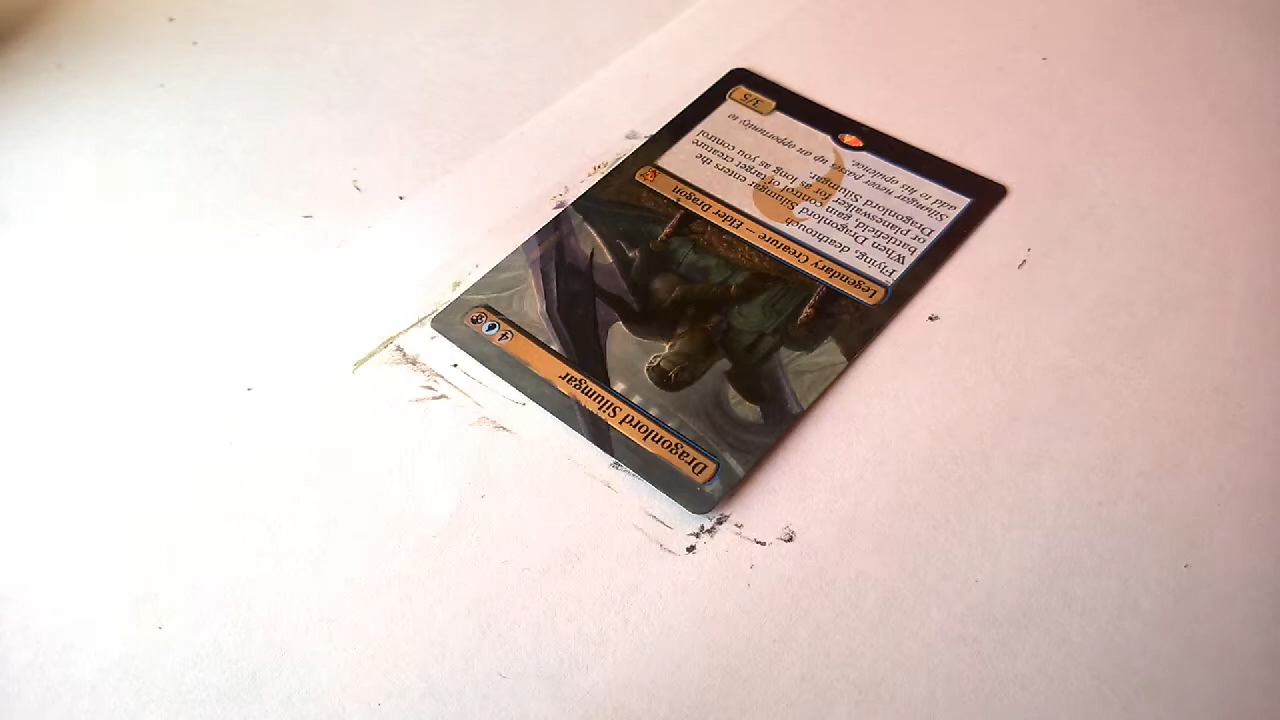 Dragonlord Silumgar
4
Legendary Creature — Elder Dragon
Flying, deathtouch
When Dragonlord Silumgar enters the
battlefield, gain control of target creature
or planeswalker for as long as you control
Dragonlord Silumgar.
Silumgar never passes up an opportunity to
add to his opulence.
3/5